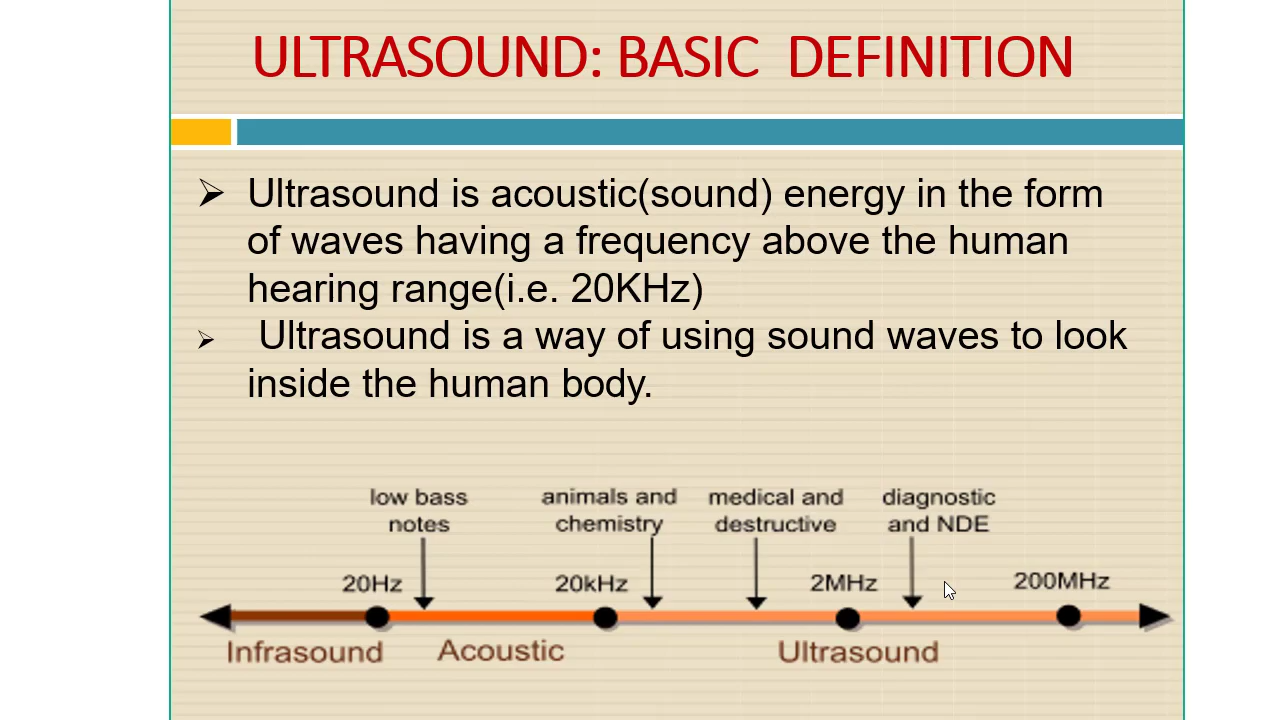 ULTRASOUND: BASIC DEFINITION
➢ Ultrasound is acoustic(sound) energy in the form
of waves having a frequency above the human
hearing range(i.e. 20KHz)
➢ Ultrasound is a way of using sound waves to look
inside the human body.
low bass
notes
animals and
chemistry
medical and
destructive
diagnostic
and NDE
20Hz
20kHz
2MHz
200MHz
Infrasound
Acoustic
Ultrasound